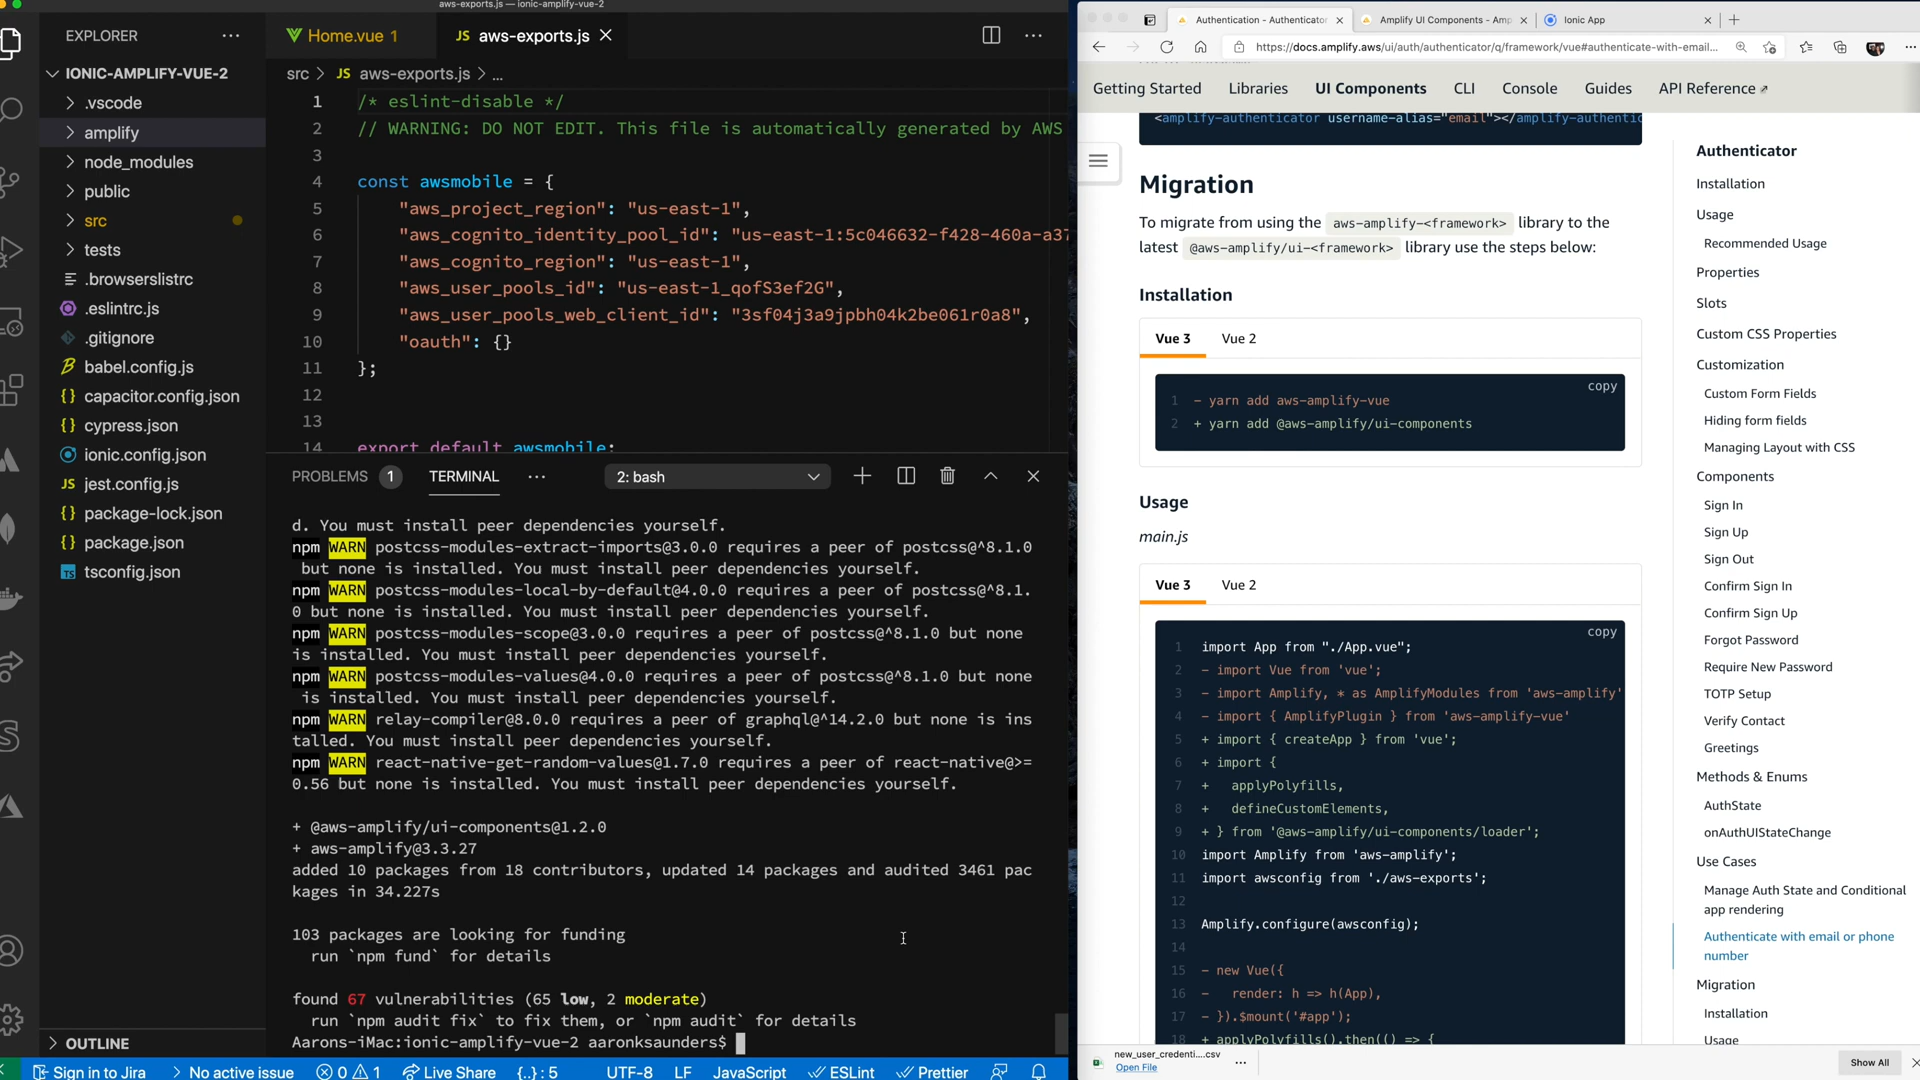 aws-exports.js — ionic-amplify-vue-2
EXPLORER
IONIC-AMPLIFY-VUE-2
.vscode
amplify
node_modules
public
src
tests
.browserslistrc
.eslintrc.js
.gitignore
babel.config.js
capacitor.config.json
cypress.json
ionic.config.json
jest.config.js
package-lock.json
package.json
tsconfig.json
OUTLINE
Home.vue 1
JS aws-exports.js
src > JS aws-exports.js > ...
1 /* eslint-disable */
2 // WARNING: DO NOT EDIT. This file is automatically generated by AWS
3
4 const awsmobile = {
5 "aws_project_region": "us-east-1",
6 "aws_cognito_identity_pool_id": "us-east-1:5c046632-f428-460a-a37
7 "aws_cognito_region": "us-east-1",
8 "aws_user_pools_id": "us-east-1_qofS3ef2G",
9 "aws_user_pools_web_client_id": "3sf04j3a9jpbh04k2be061r0a8",
10 "oauth": {}
11 };
12
13
14 export default awsmobile;
PROBLEMS 1 TERMINAL ... 2: bash
d. You must install peer dependencies yourself.
npm WARN postcss-modules-extract-imports@3.0.0 requires a peer of postcss@^8.1.0
but none is installed. You must install peer dependencies yourself.
npm WARN postcss-modules-local-by-default@4.0.0 requires a peer of postcss@^8.1.
0 but none is installed. You must install peer dependencies yourself.
npm WARN postcss-modules-scope@3.0.0 requires a peer of postcss@^8.1.0 but none
is installed. You must install peer dependencies yourself.
npm WARN postcss-modules-values@4.0.0 requires a peer of postcss@^8.1.0 but none
is installed. You must install peer dependencies yourself.
npm WARN relay-compiler@8.0.0 requires a peer of graphql@^14.2.0 but none is ins
talled. You must install peer dependencies yourself.
npm WARN react-native-get-random-values@1.7.0 requires a peer of react-native@>=
0.56 but none is installed. You must install peer dependencies yourself.
+ @aws-amplify/ui-components@1.2.0
+ aws-amplify@3.3.27
added 10 packages from 18 contributors, updated 14 packages and audited 3461 pac
kages in 34.227s
103 packages are looking for funding
run `npm fund` for details
found 67 vulnerabilities (65 low, 2 moderate)
run `npm audit fix` to fix them, or `npm audit` for details
Aarons-iMac:ionic-amplify-vue-2 aaronksaunders$
Sign in to Jira
No active issue
0 1
Live Share
{..} : 5
UTF-8
LF
JavaScript
ESLint
Prettier
Authentication - Authenticator
Amplify UI Components - Amp
Ionic App
https://docs.amplify.aws/ui/auth/authenticator/q/framework/vue#authenticate-with-email...
Getting Started
Libraries
UI Components
CLI
Console
Guides
API Reference
<amplify-authenticator username-alias="email"></amplify-authentic
Migration
To migrate from using the aws-amplify-<framework> library to the
latest @aws-amplify/ui-<framework> library use the steps below:
Installation
Vue 3 Vue 2
copy
1 - yarn add aws-amplify-vue
2 + yarn add @aws-amplify/ui-components
Usage
main.js
Vue 3 Vue 2
copy
1 import App from "./App.vue";
2 - import Vue from 'vue';
3 - import Amplify, * as AmplifyModules from 'aws-amplify'
4 - import { AmplifyPlugin } from 'aws-amplify-vue'
5 + import { createApp } from 'vue';
6 + import {
7 + applyPolyfills,
8 + defineCustomElements,
9 + } from '@aws-amplify/ui-components/loader';
10 import Amplify from 'aws-amplify';
11 import awsconfig from './aws-exports';
12
13 Amplify.configure(awsconfig);
14
15 - new Vue({
16 - render: h => h(App),
17 - }).$mount('#app');
18 + applyPolyfills().then(() => {
Authenticator
Installation
Usage
Recommended Usage
Properties
Slots
Custom CSS Properties
Customization
Custom Form Fields
Hiding form fields
Managing Layout with CSS
Components
Sign In
Sign Up
Sign Out
Confirm Sign In
Confirm Sign Up
Forgot Password
Require New Password
TOTP Setup
Verify Contact
Greetings
Methods & Enums
AuthState
onAuthUIStateChange
Use Cases
Manage Auth State and Conditional
app rendering
Authenticate with email or phone
number
Migration
Installation
Usage
new_user_credenti....csv
Open File
Show All